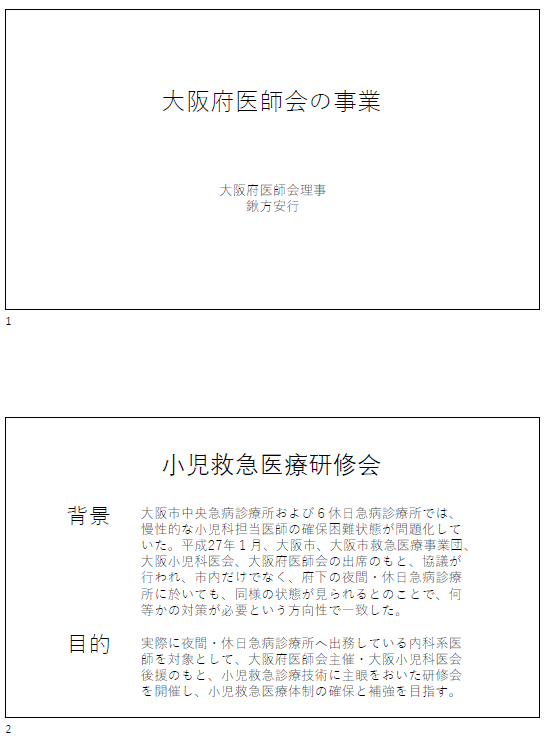 大阪府医師会の事業
大阪府医師会理事
鍬方安行
1
小児救急医療研修会
背景
大阪市中央急病診療所および６休日急病診療所では、
慢性的な小児科担当医師の確保困難状態が問題化して
いた。平成27年１月、大阪市、大阪市救急医療事業団、
大阪小児科医会、大阪府医師会の出席のもと、協議が
行われ、市内だけでなく、府下の夜間・休日急病診療
所に於いても、同様の状態が見られるとのことで、何
等かの対策が必要という方向性で一致した。
目的
実際に夜間・休日急病診療所へ出務している内科系医
師を対象として、大阪府医師会主催・大阪小児科医会
後援のもと、小児救急診療技術に主眼をおいた研修会
を開催し、小児救急医療体制の確保と補強を目指す。
2